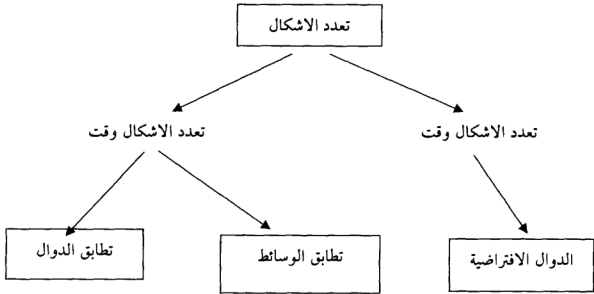 تعدد الاشكال
تعدد الاشكال وقت
تعدد الاشكال وقت
الدوال الافتراضية
تطابق الوسائط
تطابق الدوال